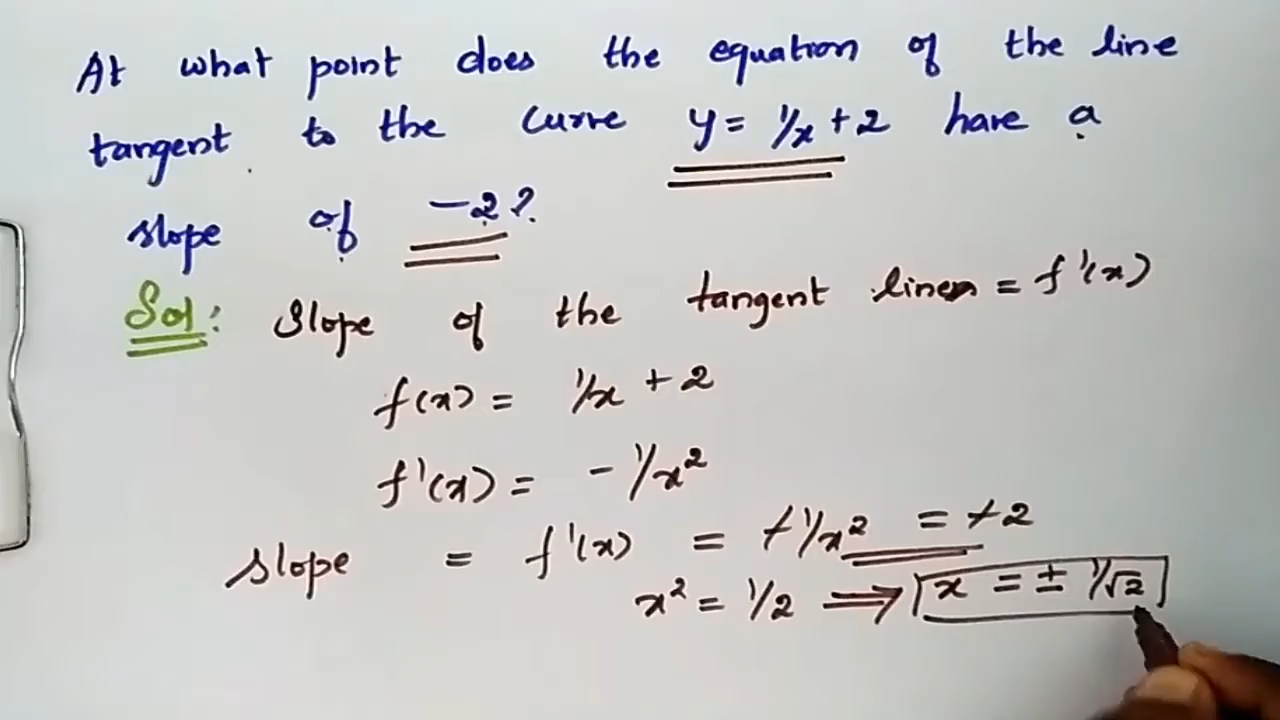 At what point does the equation of the line
tangent to the curve y = 1/x + 2 have a
slope of -2?
Sol: Slope of the tangent line = f'(x)
f(x) = 1/x + 2
f'(x) = - 1/x²
slope = f'(x) = -1/x² = -2
x² = 1/2 ⟹ x = ± 1/√2